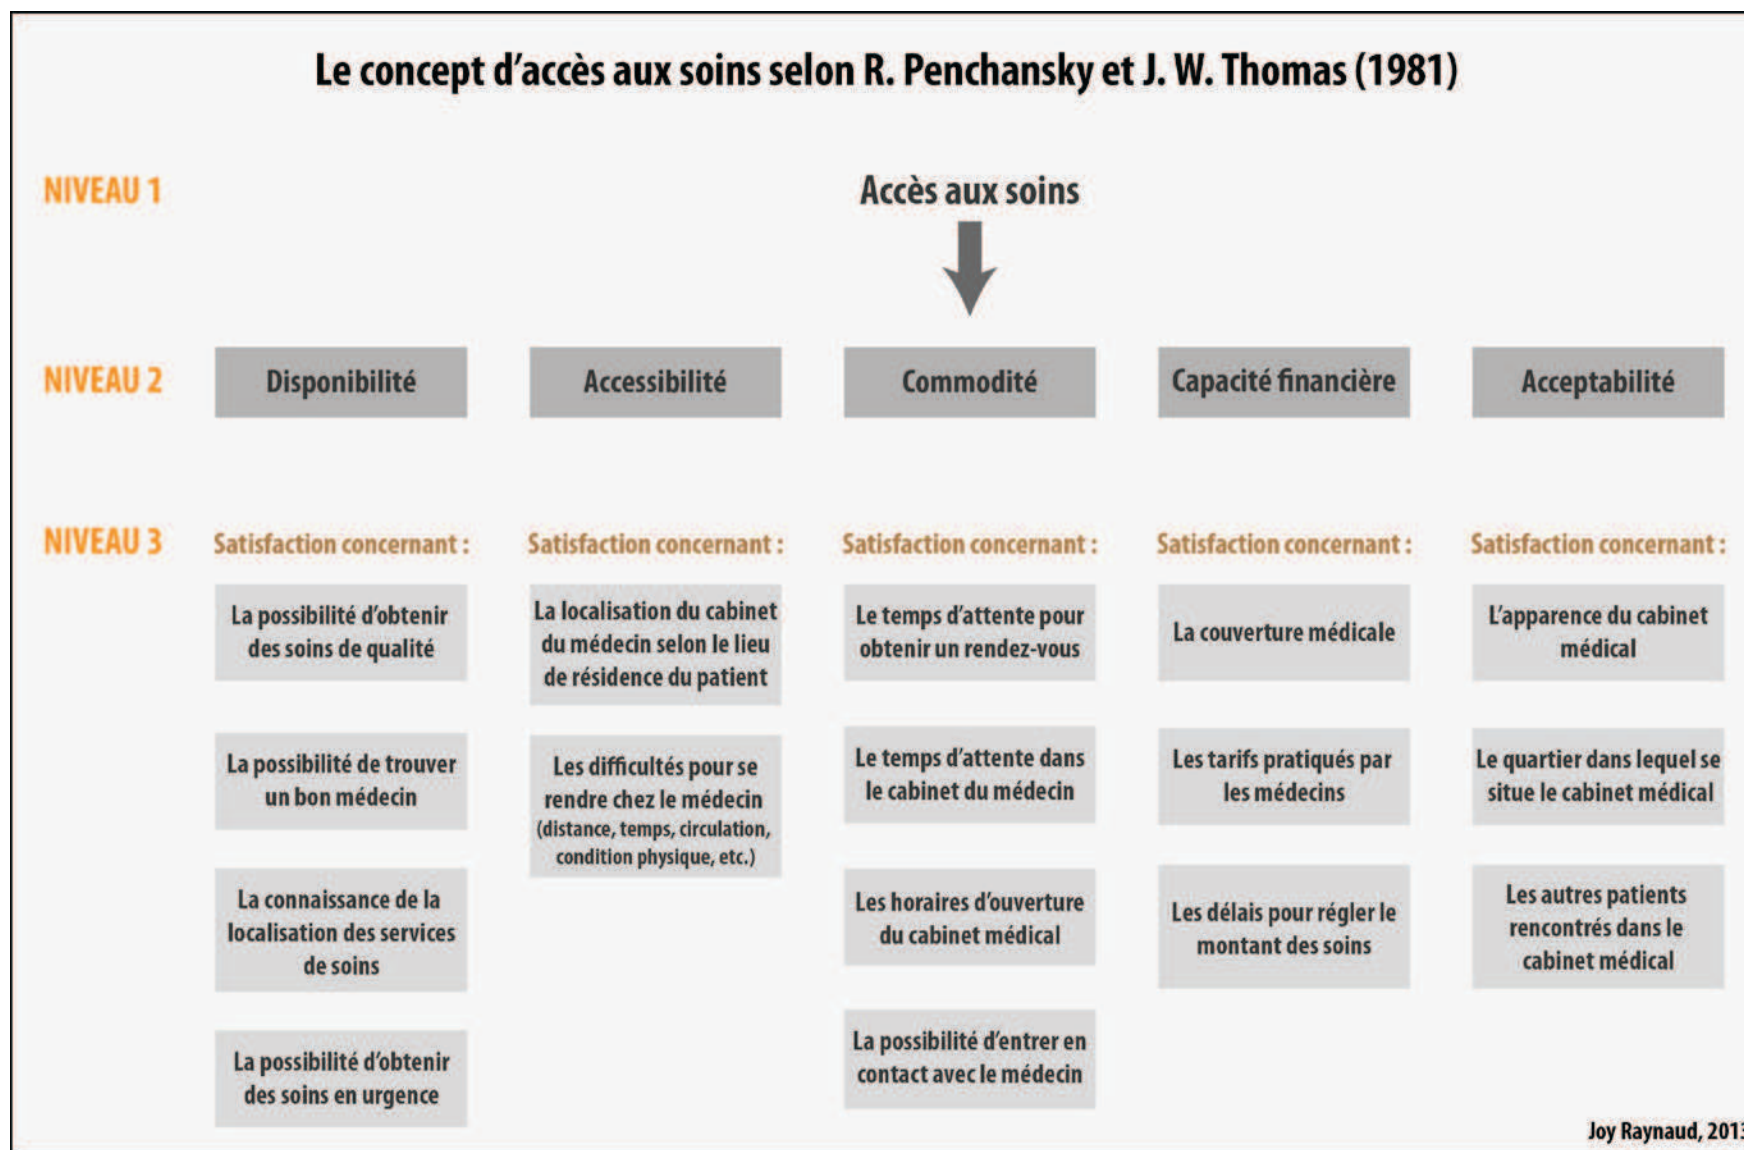 Le concept d'accès aux soins selon R. Penchansky et J. W. Thomas (1981)
NIVEAU 1
Accès aux soins
NIVEAU 2
Disponibilité
Accessibilité
Commodité
Capacité financière
Acceptabilité
NIVEAU 3
Satisfaction concernant :
La possibilité d'obtenir
des soins de qualité
La possibilité de trouver
un bon médecin
La connaissance de la
localisation des services
de soins
La possibilité d'obtenir
des soins en urgence
Satisfaction concernant :
La localisation du cabinet
du médecin selon le lieu
de résidence du patient
Les difficultés pour se
rendre chez le médecin
(distance, temps, circulation,
condition physique, etc.)
Satisfaction concernant :
Le temps d'attente pour
obtenir un rendez-vous
Le temps d'attente dans
le cabinet du médecin
Les horaires d'ouverture
du cabinet médical
La possibilité d'entrer en
contact avec le médecin
Satisfaction concernant :
La couverture médicale
Les tarifs pratiqués par
les médecins
Les délais pour régler le
montant des soins
Satisfaction concernant :
L'apparence du cabinet
médical
Le quartier dans lequel se
situe le cabinet médical
Les autres patients
rencontrés dans le
cabinet médical
Joy Raynaud, 2013